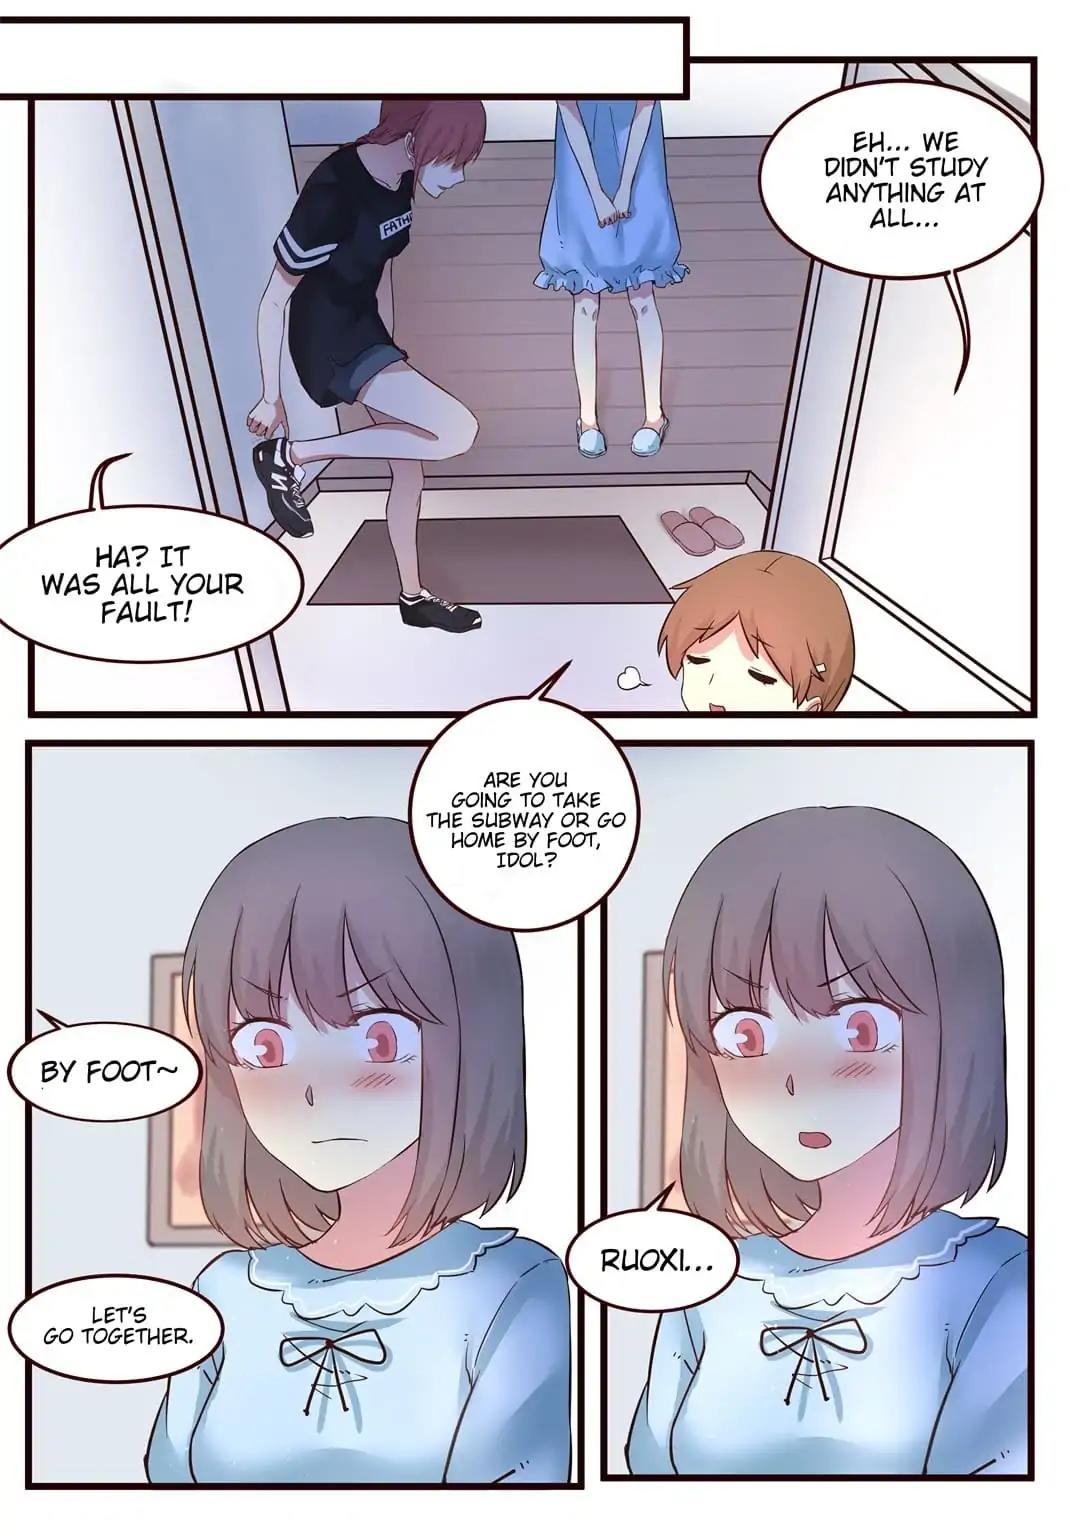 EH... WE
DIDN'T STUDY
ANYTHING AT
ALL...
FATH
N
HA? IT
WAS ALL YOUR
FAULT!
ARE YOU
GOING TO TAKE
THE SUBWAY OR GO
HOME BY FOOT,
IDOL?
BY FOOT~
LET'S
GO TOGETHER.
RUOXI...